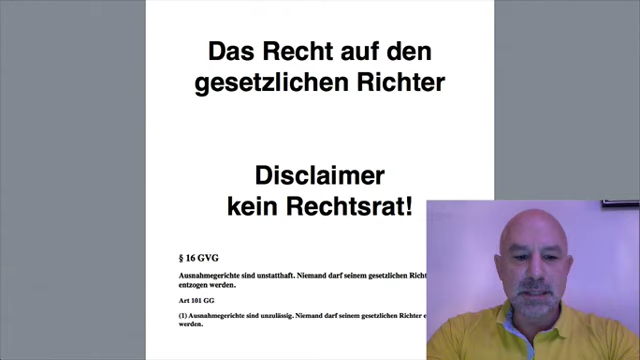 Das Recht auf den
gesetzlichen Richter
Disclaimer
kein Rechtsrat!
§ 16 GVG
Ausnahmegerichte sind unstatthaft. Niemand darf seinem gesetzlichen
entzogen werden.
Art 101 GG
(1) Ausnahmegerichte sind unzulässig. Niemand darf seinem gesetzlichen Richter
werden.